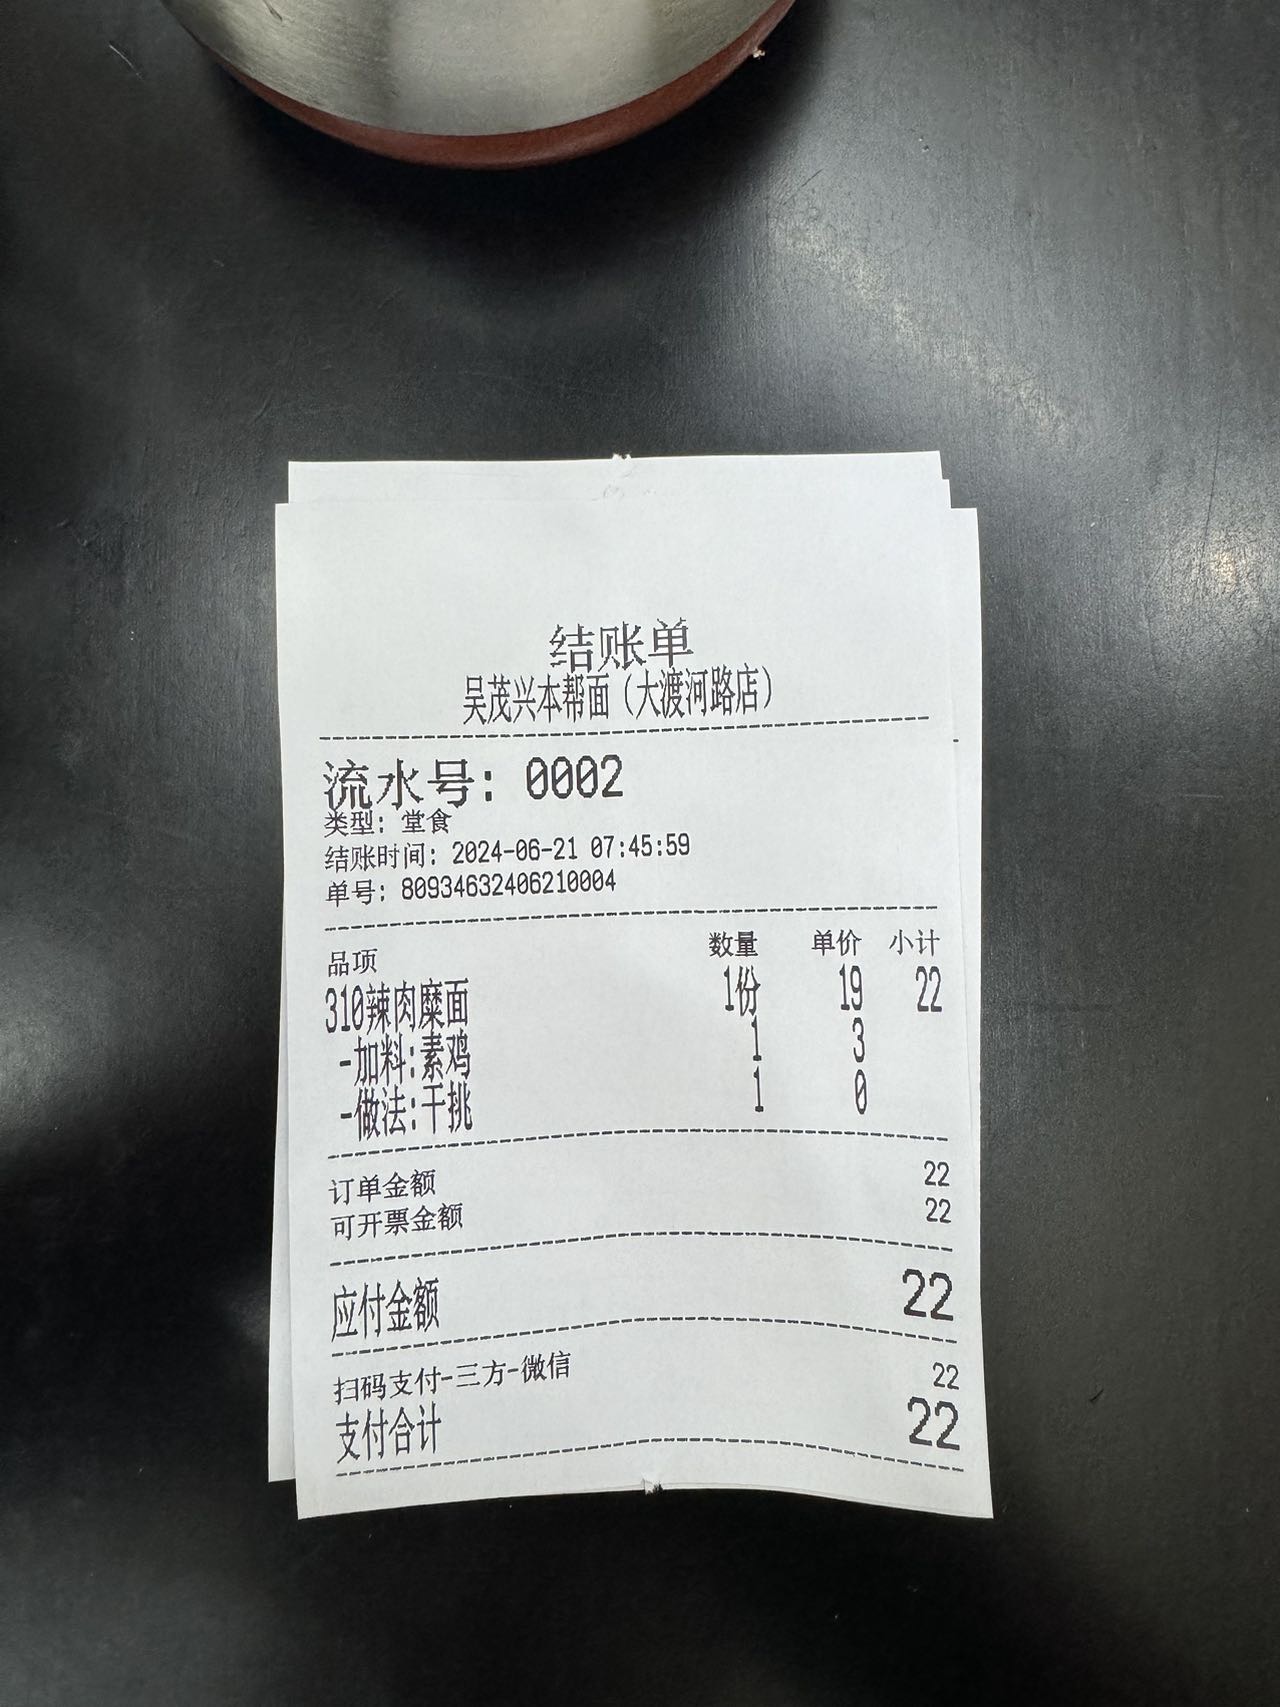 结账单
吴茂兴本帮面（大渡河路店）
流水号：0002
类型：堂食
结账时间：2024-06-21 07:45:59
单号：80934632406210004
品项 数量 单价 小计
310辣肉糜面 1份 19 22
-加料:素鸡 1 3
-做法:干挑 1 0
订单金额 22
可开票金额 22
应付金额 22
扫码支付-三方-微信 22
支付合计 22